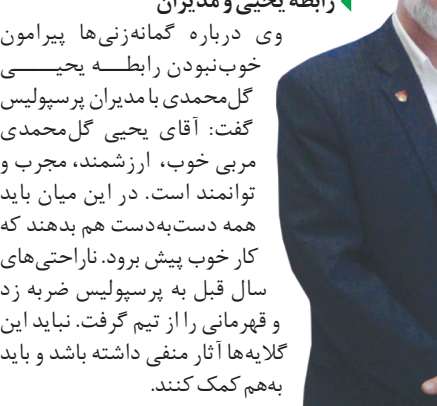 رابطه یحیی و مدیران
وی درباره گمانه‌زنی‌ها پیرامون
خوب‌نبودن رابطـــه یحیـــــی
گل‌محمدی با مدیران پرسپولیس
گفت: آقای یحیی گل‌محمدی
مربی خوب، ارزشمند، مجرب و
توانمند است. در این میان باید
همه دست‌به‌دست هم بدهند که
کار خوب پیش برود. ناراحتی‌های
سال قبل به پرسپولیس ضربه زد
و قهرمانی را از تیم گرفت. نباید این
گلایه‌ها آثار منفی داشته باشد و باید
به‌هم کمک کنند.